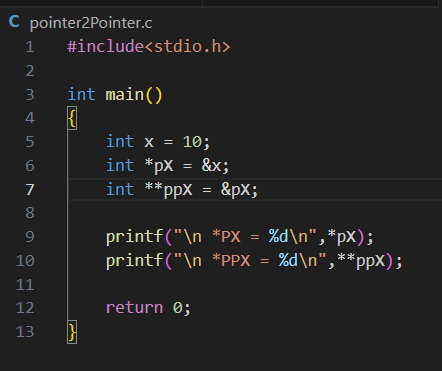 C pointer2Pointer.c
1 #include<stdio.h>
2
3 int main()
4 {
5 int x = 10;
6 int *pX = &x;
7 int **ppX = &pX;
8
9 printf("\n *PX = %d\n",*pX);
10 printf("\n *PPX = %d\n",**ppX);
11
12 return 0;
13 }